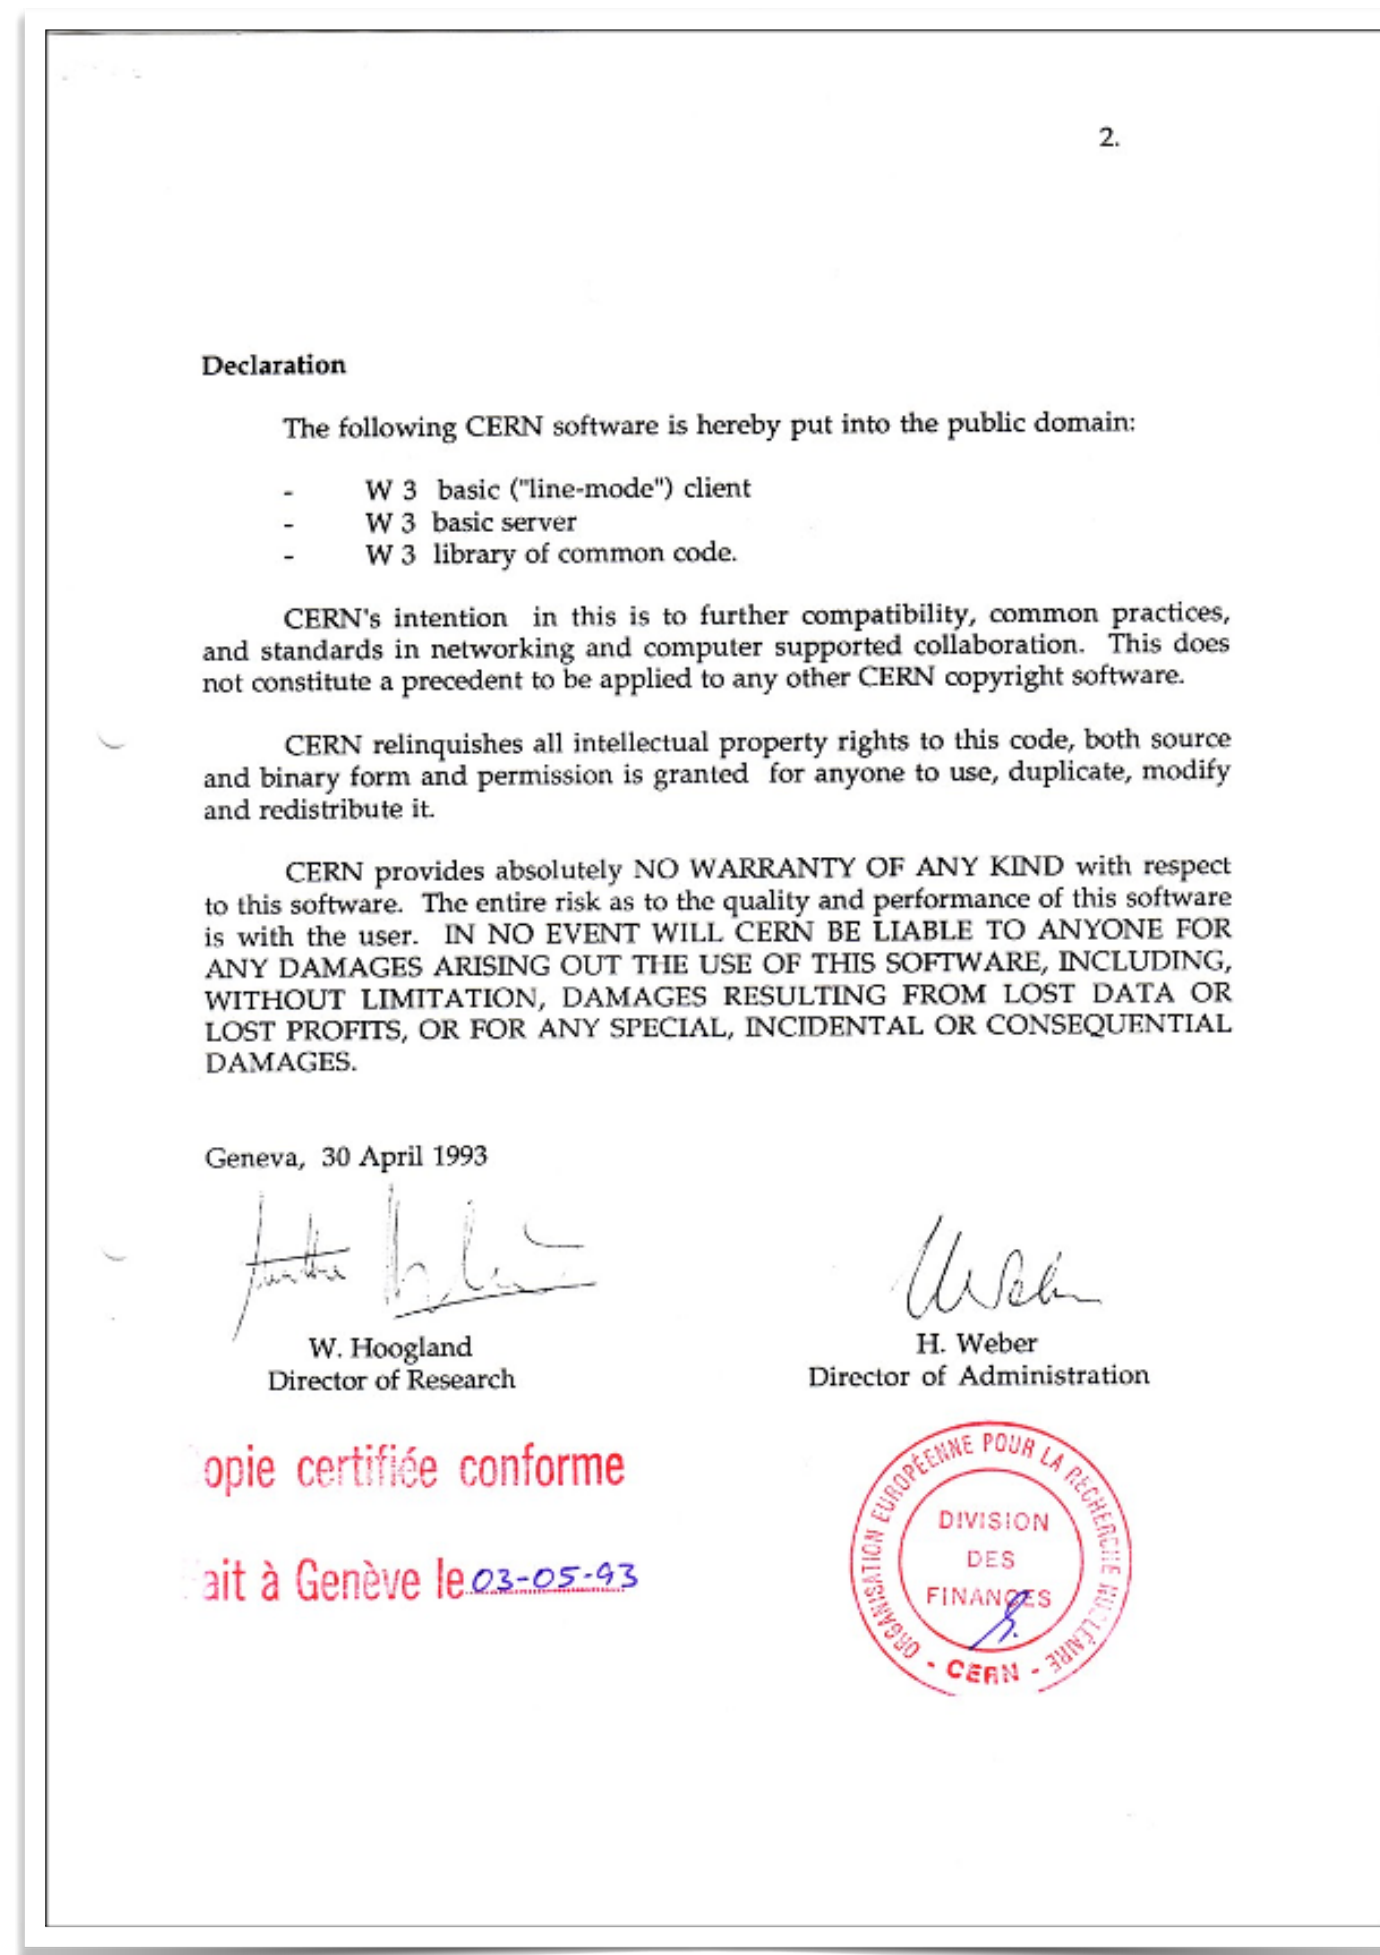 2.
Declaration
The following CERN software is hereby put into the public domain:
- W 3 basic ("line-mode") client
- W 3 basic server
- W 3 library of common code.
CERN's intention in this is to further compatibility, common practices,
and standards in networking and computer supported collaboration. This does
not constitute a precedent to be applied to any other CERN copyright software.
CERN relinquishes all intellectual property rights to this code, both source
and binary form and permission is granted for anyone to use, duplicate, modify
and redistribute it.
CERN provides absolutely NO WARRANTY OF ANY KIND with respect
to this software. The entire risk as to the quality and performance of this software
is with the user. IN NO EVENT WILL CERN BE LIABLE TO ANYONE FOR
ANY DAMAGES ARISING OUT THE USE OF THIS SOFTWARE, INCLUDING,
WITHOUT LIMITATION, DAMAGES RESULTING FROM LOST DATA OR
LOST PROFITS, OR FOR ANY SPECIAL, INCIDENTAL OR CONSEQUENTIAL
DAMAGES.
Geneva, 30 April 1993
W. Hoogland
Director of Research
H. Weber
Director of Administration
opie certifiée conforme
ait à Genève le 03-05-93
ORGANISATION EUROPÉENNE POUR LA RECHERCHE NUCLÉAIRE
DIVISION
DES
FINANCES
- CERN -